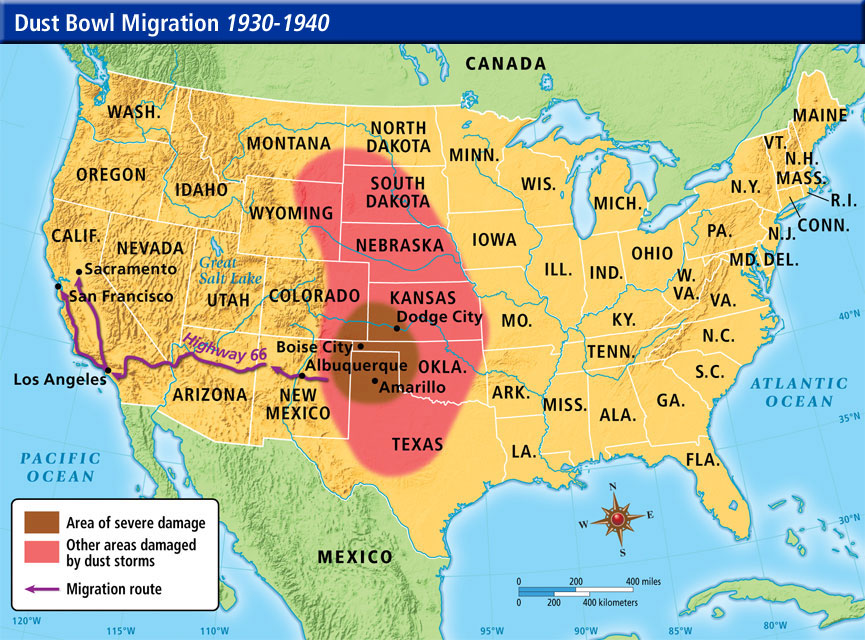 Dust Bowl Migration 1930-1940
CANADA
WASH.
MONTANA
NORTH
DAKOTA
MINN.
MAINE
VT.
N.H.
MASS.
R.I.
CONN.
OREGON
IDAHO
WYOMING
SOUTH
DAKOTA
WIS.
MICH.
N.Y.
CALIF.
NEVADA
Great
Salt Lake
UTAH
COLORADO
NEBRASKA
IOWA
ILL.
IND.
OHIO
PA.
N.J.
MD.
DEL.
W.
VA.
VA.
Sacramento
San Francisco
KANSAS
Dodge City
MO.
KY.
N.C.
TENN.
S.C.
Highway 66
Boise City
Albuquerque
Amarillo
OKLA.
ARK.
Los Angeles
ARIZONA
NEW
MEXICO
TEXAS
LA.
MISS.
ALA.
GA.
FLA.
40°N
35°N
30°N
ATLANTIC
OCEAN
PACIFIC
OCEAN
MEXICO
Area of severe damage
Other areas damaged
by dust storms
Migration route
N
W
E
S
0
200
400 miles
0
200
400 kilometers
120°W
115°W
110°W
95°W
90°W
85°W
80°W